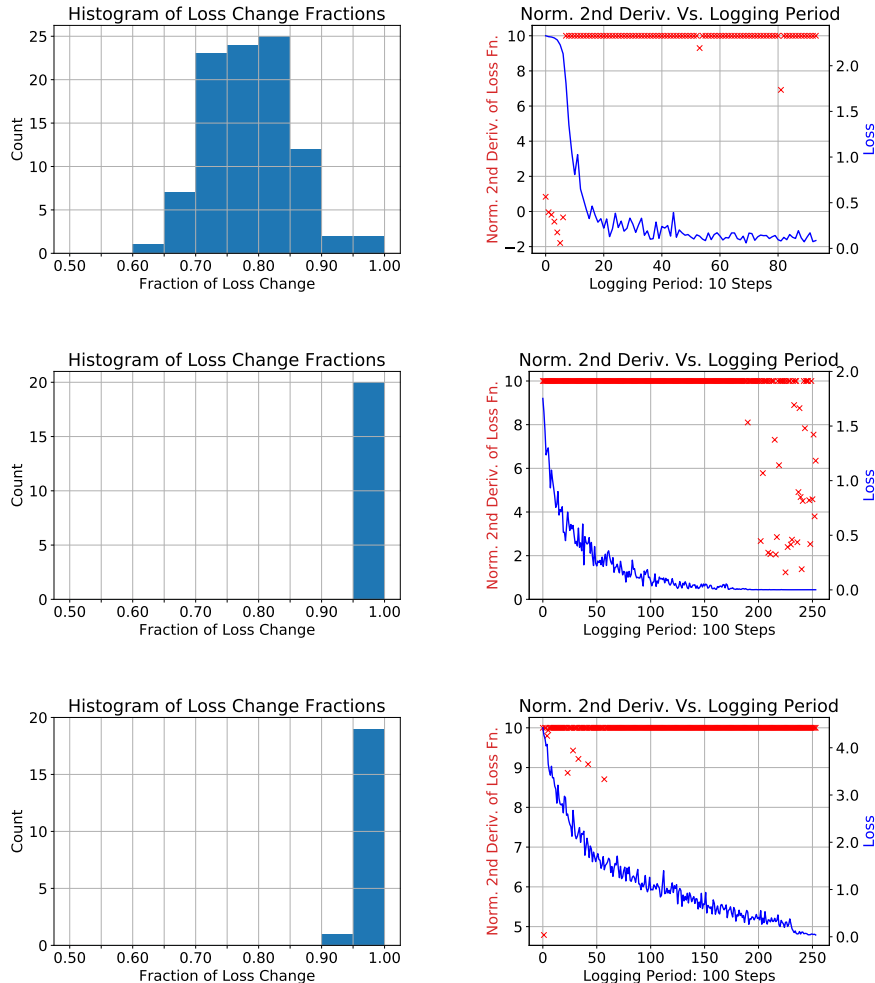 Histogram of Loss Change Fractions
25
20
15
10
5
0
Count
0.50 0.60 0.70 0.80 0.90 1.00
Fraction of Loss Change
Norm. 2nd Deriv. Vs. Logging Period
10
8
6
4
2
0
−2
Norm. 2nd Deriv. of Loss Fn.
2.0
1.5
1.0
0.5
0.0
Loss
0 20 40 60 80
Logging Period: 10 Steps
Histogram of Loss Change Fractions
20
15
10
5
0
Count
0.50 0.60 0.70 0.80 0.90 1.00
Fraction of Loss Change
Norm. 2nd Deriv. Vs. Logging Period
10
8
6
4
2
0
Norm. 2nd Deriv. of Loss Fn.
2.0
1.5
1.0
0.5
0.0
Loss
0 50 100 150 200 250
Logging Period: 100 Steps
Histogram of Loss Change Fractions
20
15
10
5
0
Count
0.50 0.60 0.70 0.80 0.90 1.00
Fraction of Loss Change
Norm. 2nd Deriv. Vs. Logging Period
10
9
8
7
6
5
Norm. 2nd Deriv. of Loss Fn.
4.0
3.0
2.0
1.0
0.0
Loss
0 50 100 150 200 250
Logging Period: 100 Steps